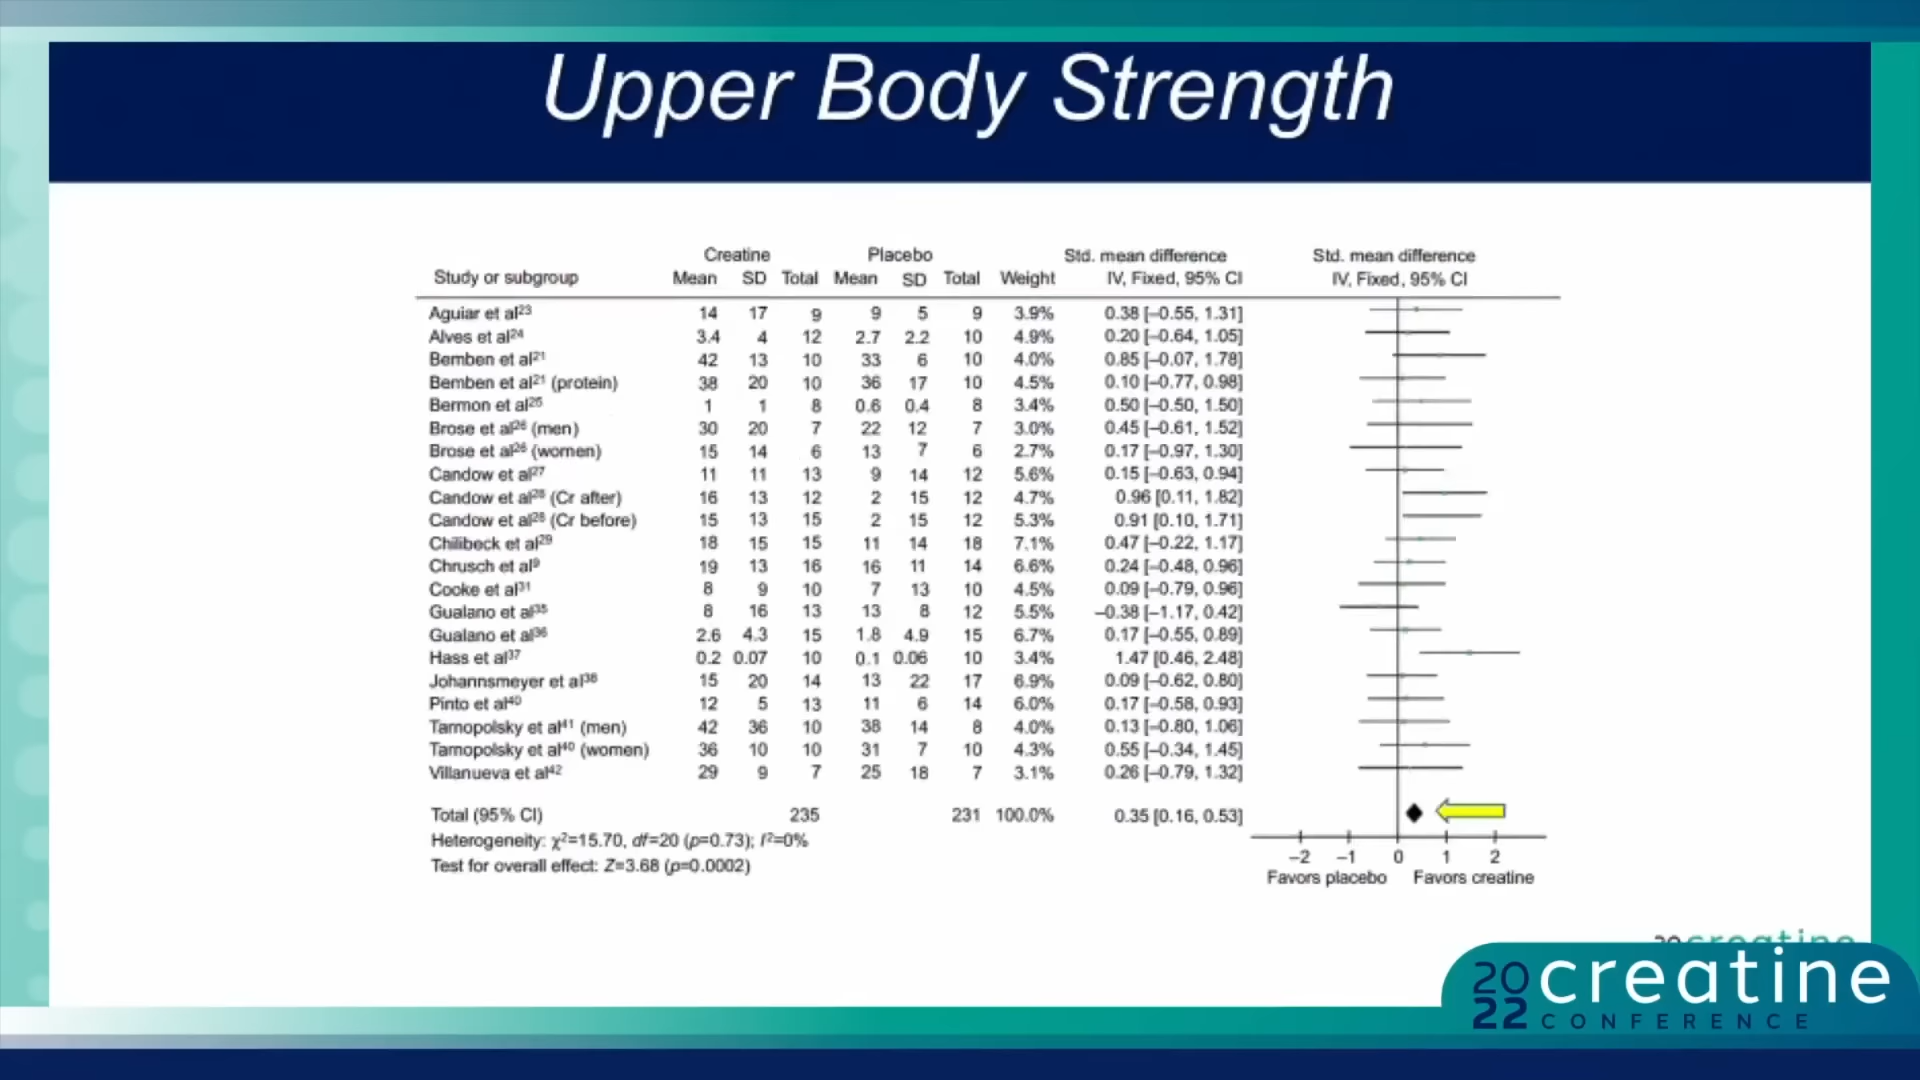 Upper Body Strength
Creatine Placebo Std. mean difference Std. mean difference
Study or subgroup Mean SD Total Mean SD Total Weight IV, Fixed, 95% CI IV, Fixed, 95% CI
Aguiar et al23 14 17 9 9 5 9 3.9% 0.38 [–0.55, 1.31]
Alves et al24 3.4 4 12 2.7 2.2 10 4.9% 0.20 [–0.64, 1.05]
Bemben et al21 42 13 10 33 6 10 4.0% 0.85 [–0.07, 1.78]
Bemben et al21 (protein) 38 20 10 36 17 10 4.5% 0.10 [–0.77, 0.98]
Bermon et al25 1 1 8 0.6 0.4 8 3.4% 0.50 [–0.50, 1.50]
Brose et al26 (men) 30 20 7 22 12 7 3.0% 0.45 [–0.61, 1.52]
Brose et al26 (women) 15 14 6 13 7 6 2.7% 0.17 [–0.97, 1.30]
Candow et al27 11 11 13 9 14 12 5.6% 0.15 [–0.63, 0.94]
Candow et al28 (Cr after) 16 13 12 2 15 12 4.7% 0.96 [0.11, 1.82]
Candow et al28 (Cr before) 15 13 15 2 15 12 5.3% 0.91 [0.10, 1.71]
Chilibeck et al29 18 15 15 11 14 18 7.1% 0.47 [–0.22, 1.17]
Chrusch et al9 19 13 16 16 11 14 6.6% 0.24 [–0.48, 0.96]
Cooke et al31 8 9 10 7 13 10 4.5% 0.09 [–0.79, 0.96]
Gualano et al35 8 16 13 13 8 12 5.5% –0.38 [–1.17, 0.42]
Gualano et al36 2.6 4.3 15 1.8 4.9 15 6.7% 0.17 [–0.55, 0.89]
Hass et al37 0.2 0.07 10 0.1 0.06 10 3.4% 1.47 [0.46, 2.48]
Johannsmeyer et al38 15 20 14 13 22 17 6.9% 0.09 [–0.62, 0.80]
Pinto et al40 12 5 13 11 6 14 6.0% 0.17 [–0.58, 0.93]
Tarnopolsky et al41 (men) 42 36 10 38 14 8 4.0% 0.13 [–0.80, 1.06]
Tarnopolsky et al40 (women) 36 10 10 31 7 10 4.3% 0.55 [–0.34, 1.45]
Villanueva et al42 29 9 7 25 18 7 3.1% 0.26 [–0.79, 1.32]
Total (95% CI) 235 231 100.0% 0.35 [0.16, 0.53]
Heterogeneity: χ2=15.70, df=20 (p=0.73); I2=0%
Test for overall effect: Z=3.68 (p=0.0002)
–2 –1 0 1 2
Favors placebo Favors creatine
20 creatine
2022 creatine
CONFERENCE